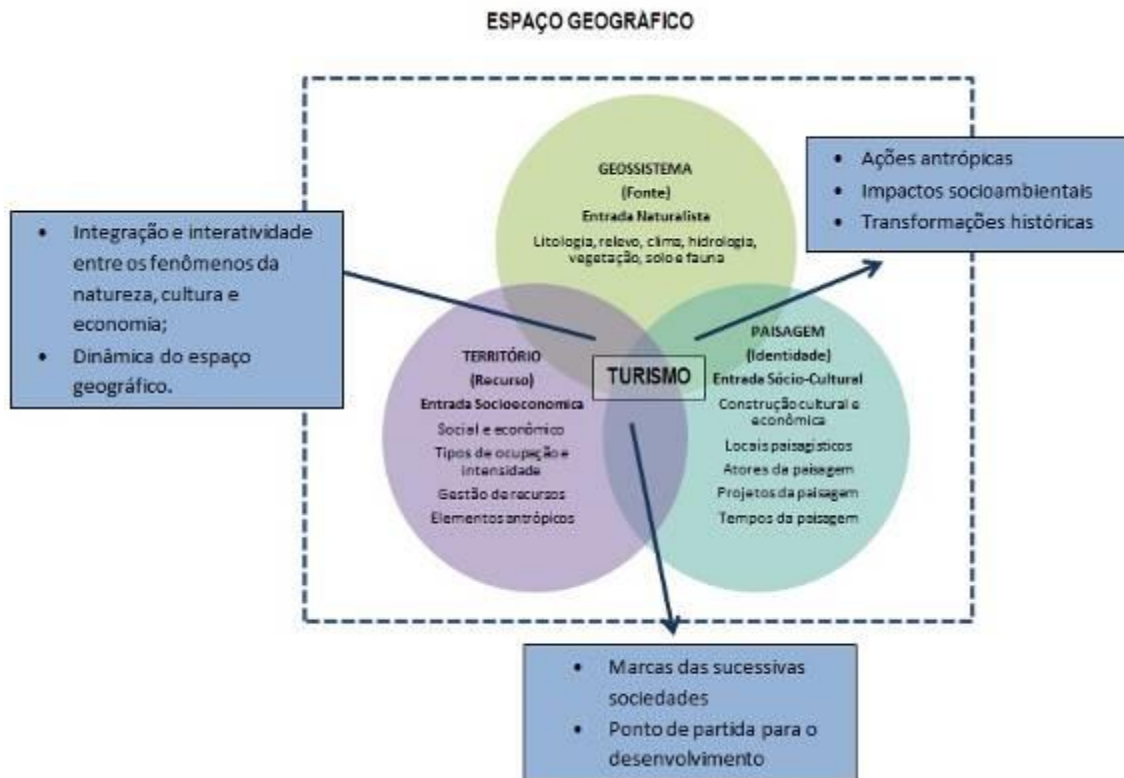 ESPAÇO GEOGRÁFICO
GEOSSISTEMA
(Fonte)
Entrada Naturalista
Litologia, relevo, clima, hidrologia,
vegetação, solo e fauna
• Ações antrópicas
• Impactos socioambientais
• Transformações históricas
• Integração e interatividade
entre os fenômenos da
natureza, cultura e
economia;
• Dinâmica do espaço
geográfico.
TERRITÓRIO
(Recurso)
Entrada Socioeconomica
Social e econômico
Tipos de ocupação e
intensidade
Gestão de recursos
Elementos antrópicos
TURISMO
PAISAGEM
(Identidade)
Entrada Sócio-Cultural
Construção cultural e
econômica
Locais paisagísticos
Atores da paisagem
Projetos da paisagem
Tempos da paisagem
• Marcas das sucessivas
sociedades
• Ponto de partida para o
desenvolvimento